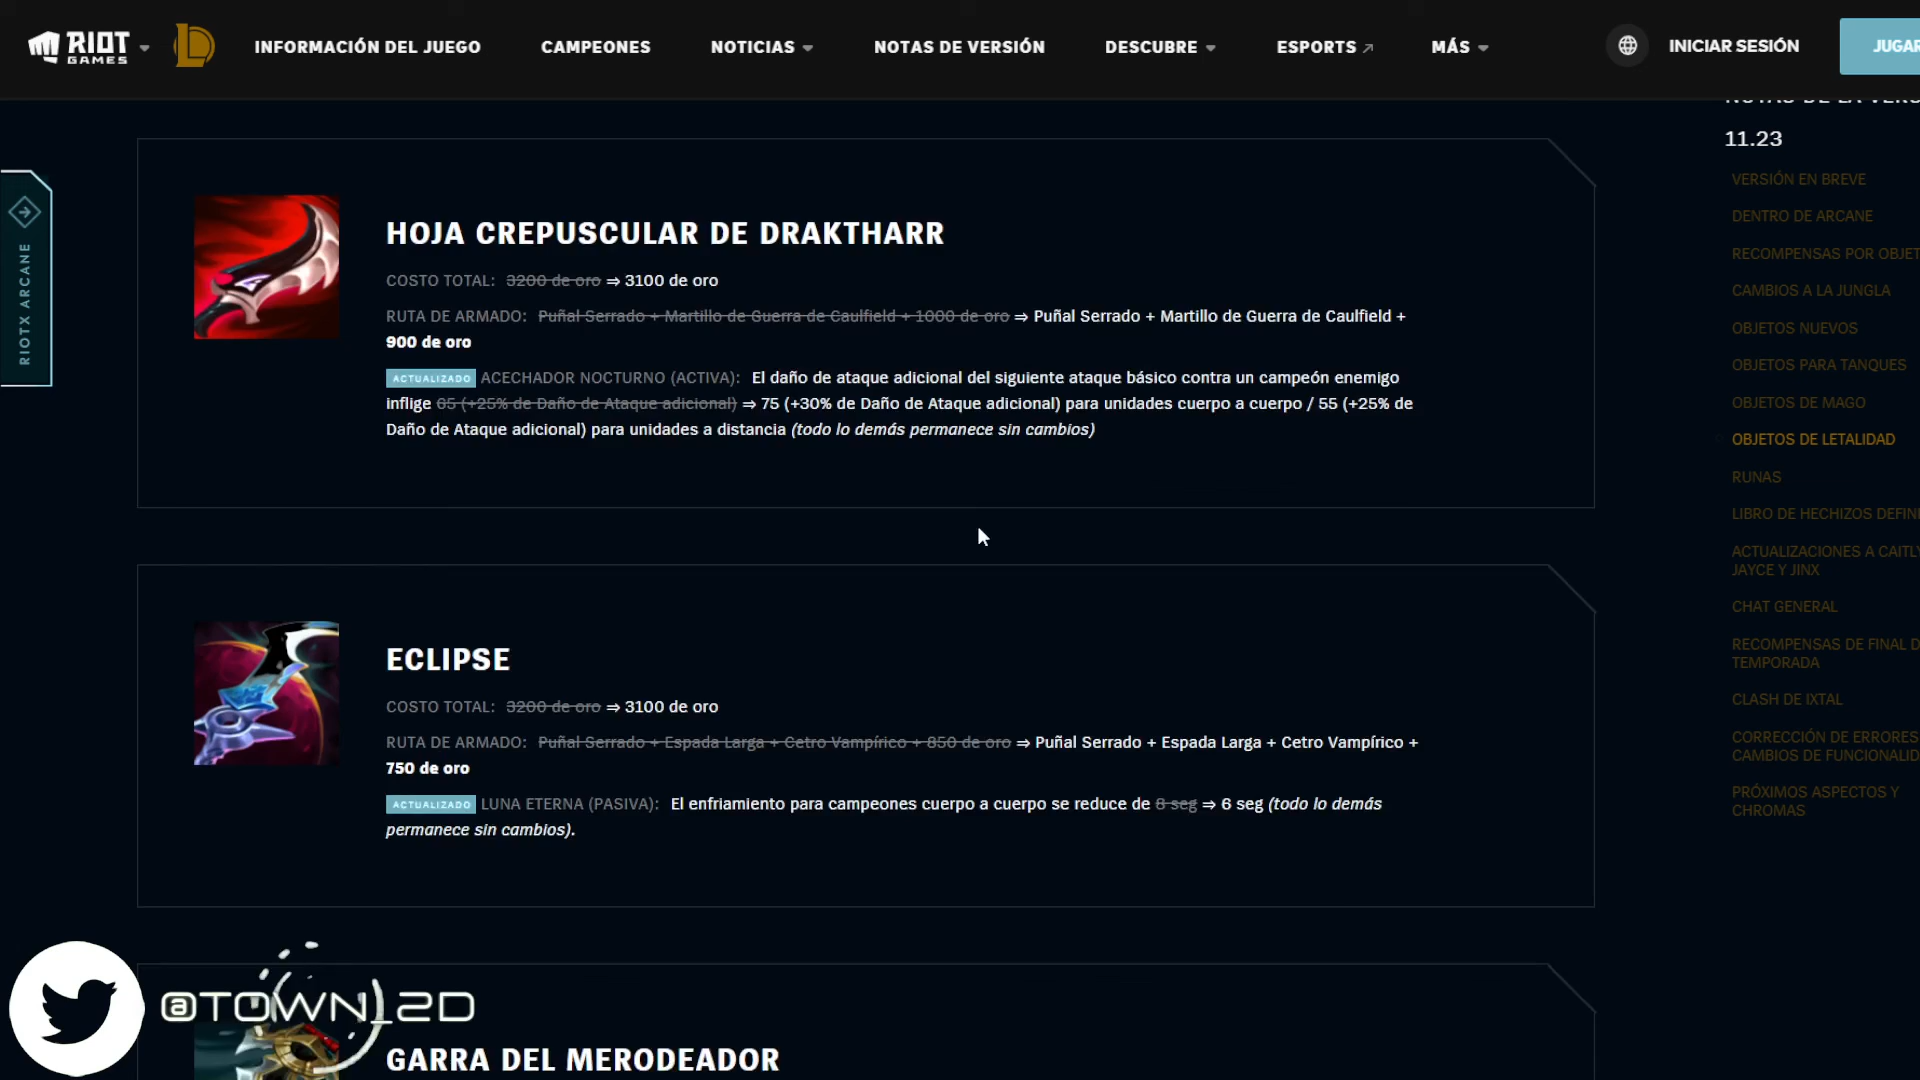 RIOT GAMES
INFORMACIÓN DEL JUEGO
CAMPEONES
NOTICIAS
NOTAS DE VERSIÓN
DESCUBRE
ESPORTS
MÁS
INICIAR SESIÓN
JUGAR
RIOTX ARCANE
HOJA CREPUSCULAR DE DRAKTHARR
COSTO TOTAL: 3200 de oro ⇒ 3100 de oro
RUTA DE ARMADO: Puñal Serrado + Martillo de Guerra de Caulfield + 1000 de oro ⇒ Puñal Serrado + Martillo de Guerra de Caulfield +
900 de oro
ACTUALIZADO ACECHADOR NOCTURNO (ACTIVA): El daño de ataque adicional del siguiente ataque básico contra un campeón enemigo
inflige 65 (+25% de Daño de Ataque adicional) ⇒ 75 (+30% de Daño de Ataque adicional) para unidades cuerpo a cuerpo / 55 (+25% de
Daño de Ataque adicional) para unidades a distancia (todo lo demás permanece sin cambios)
ECLIPSE
COSTO TOTAL: 3200 de oro ⇒ 3100 de oro
RUTA DE ARMADO: Puñal Serrado + Espada Larga + Cetro Vampírico + 850 de oro ⇒ Puñal Serrado + Espada Larga + Cetro Vampírico +
750 de oro
ACTUALIZADO LUNA ETERNA (PASIVA): El enfriamiento para campeones cuerpo a cuerpo se reduce de 8 seg ⇒ 6 seg (todo lo demás
permanece sin cambios).
GARRA DEL MERODEADOR
@TOWN_2D
NOTAS DE LA VERS
11.23
VERSIÓN EN BREVE
DENTRO DE ARCANE
RECOMPENSAS POR OBJET
CAMBIOS A LA JUNGLA
OBJETOS NUEVOS
OBJETOS PARA TANQUES
OBJETOS DE MAGO
OBJETOS DE LETALIDAD
RUNAS
LIBRO DE HECHIZOS DEFINI
ACTUALIZACIONES A CAITLY
JAYCE Y JINX
CHAT GENERAL
RECOMPENSAS DE FINAL D
TEMPORADA
CLASH DE IXTAL
CORRECCIÓN DE ERRORES
CAMBIOS DE FUNCIONALID
PRÓXIMOS ASPECTOS Y
CHROMAS